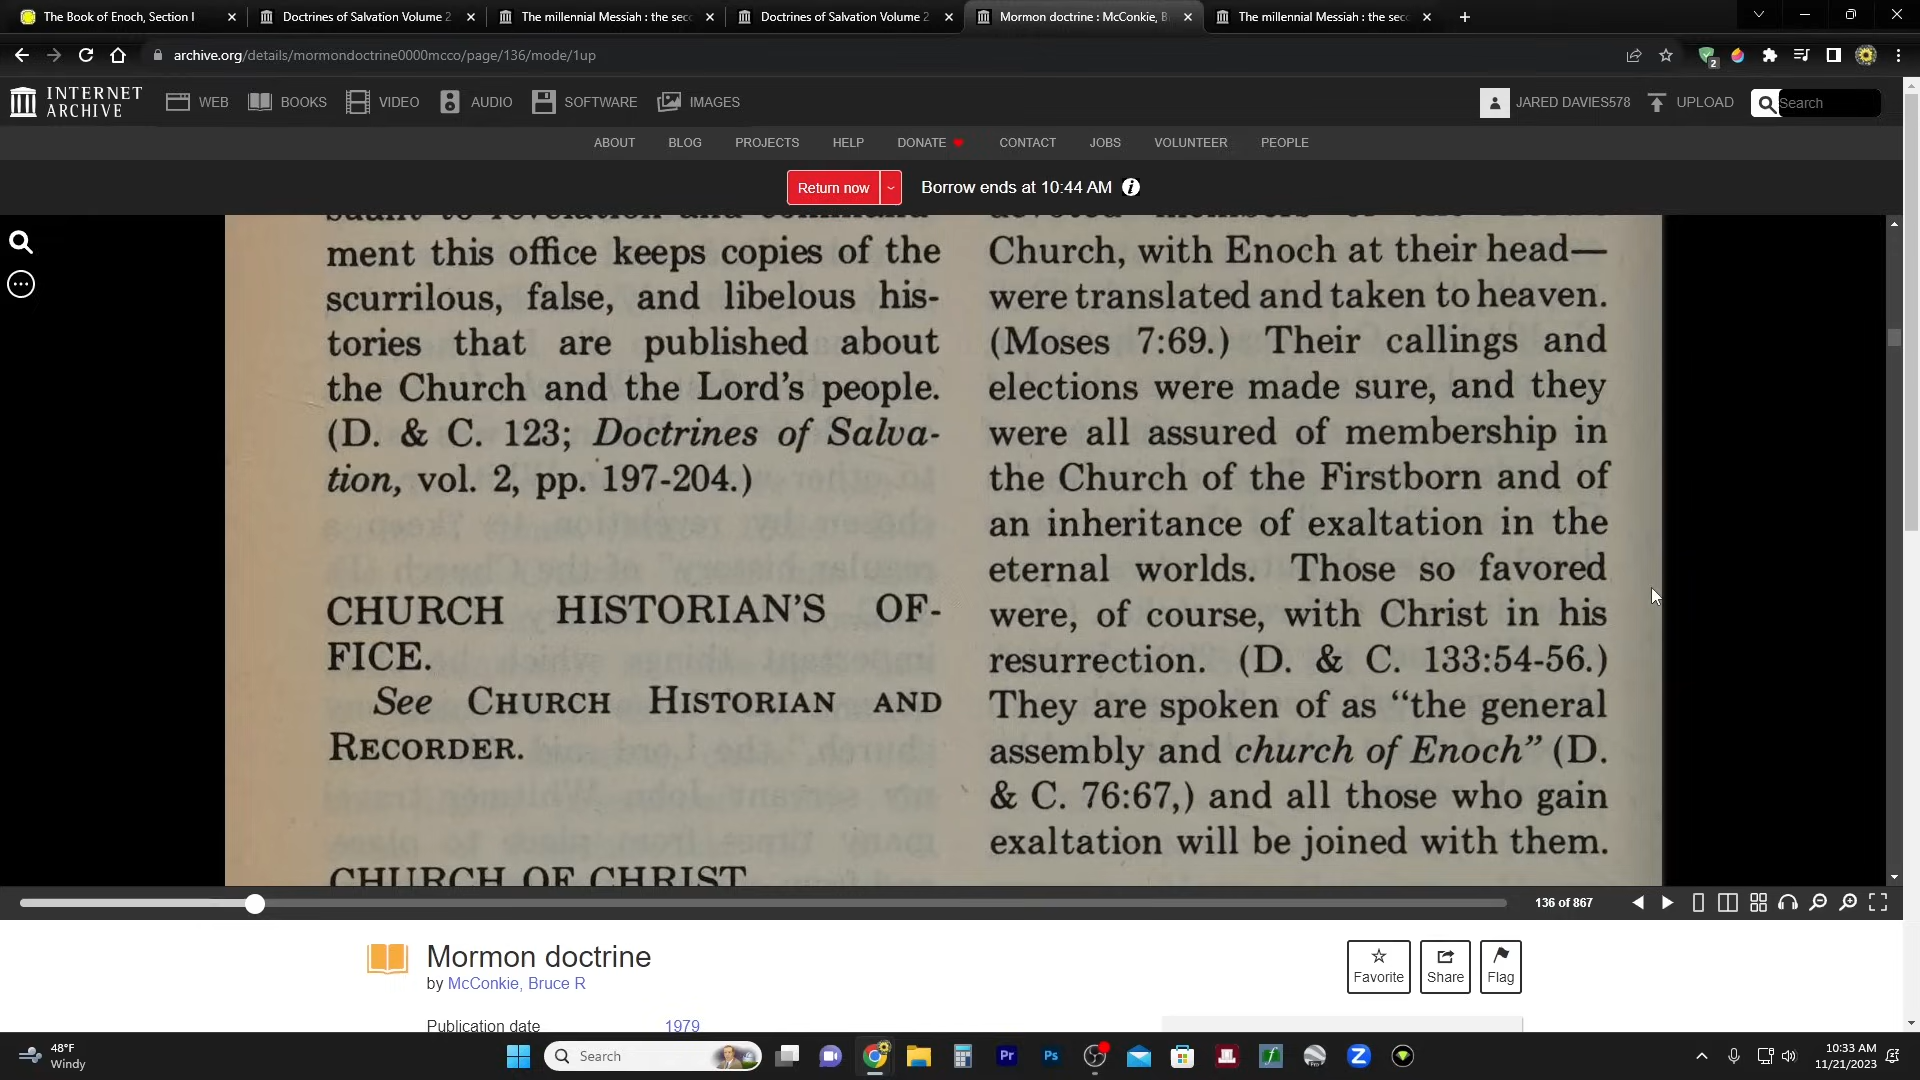 The Book of Enoch, Section I
Doctrines of Salvation Volume 2
The millennial Messiah : the sec
Doctrines of Salvation Volume 2
Mormon doctrine : McConkie, B
The millennial Messiah : the sec
archive.org/details/mormondoctrine0000mcco/page/136/mode/1up
2
INTERNET ARCHIVE
WEB BOOKS VIDEO AUDIO SOFTWARE IMAGES
JARED DAVIES578 UPLOAD Search
ABOUT BLOG PROJECTS HELP DONATE CONTACT JOBS VOLUNTEER PEOPLE
Return now Borrow ends at 10:44 AM
suant to revelation and command-
ment this office keeps copies of the
scurrilous, false, and libelous his-
tories that are published about
the Church and the Lord's people.
(D. & C. 123; Doctrines of Salva-
tion, vol. 2, pp. 197-204.)
CHURCH HISTORIAN'S OF-
FICE.
See CHURCH HISTORIAN AND
RECORDER.
CHURCH OF CHRIST
Church, with Enoch at their head—
were translated and taken to heaven.
(Moses 7:69.) Their callings and
elections were made sure, and they
were all assured of membership in
the Church of the Firstborn and of
an inheritance of exaltation in the
eternal worlds. Those so favored
were, of course, with Christ in his
resurrection. (D. & C. 133:54-56.)
They are spoken of as "the general
assembly and church of Enoch" (D.
& C. 76:67,) and all those who gain
exaltation will be joined with them.
136 of 867
Mormon doctrine
by McConkie, Bruce R
Favorite Share Flag
Publication date 1979
48°F
Windy
Search
Pr
Ps
Z
10:33 AM
11/21/2023